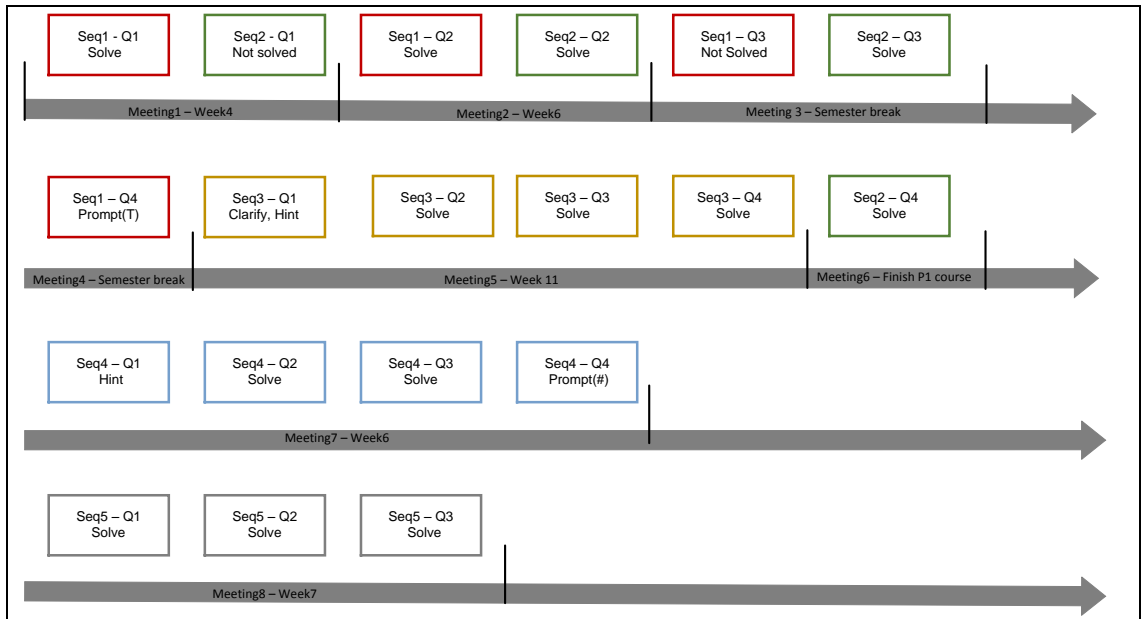 Seq1 - Q1
Solve
Seq2 - Q1
Not solved
Seq1 – Q2
Solve
Seq2 – Q2
Solve
Seq1 – Q3
Not Solved
Seq2 – Q3
Solve
Meeting1 – Week4
Meeting2 – Week6
Meeting 3 – Semester break
Seq1 – Q4
Prompt(T)
Seq3 – Q1
Clarify, Hint
Seq3 – Q2
Solve
Seq3 – Q3
Solve
Seq3 – Q4
Solve
Seq2 – Q4
Solve
Meeting4 – Semester break
Meeting5 – Week 11
Meeting6 – Finish P1 course
Seq4 – Q1
Hint
Seq4 – Q2
Solve
Seq4 – Q3
Solve
Seq4 – Q4
Prompt(#)
Meeting7 – Week6
Seq5 – Q1
Solve
Seq5 – Q2
Solve
Seq5 – Q3
Solve
Meeting8 – Week7